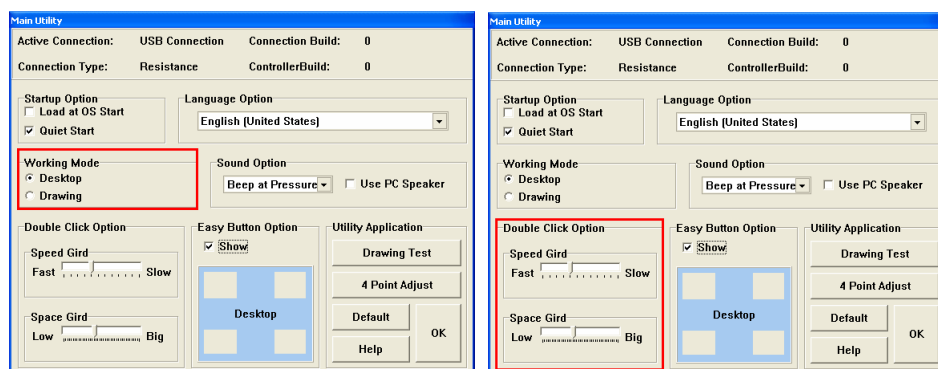 Main Utility
Active Connection: USB Connection Connection Build: 0
Connection Type: Resistance ControllerBuild: 0
Startup Option
Load at OS Start
Quiet Start
Language Option
English (United States)
Working Mode
Desktop
Drawing
Sound Option
Beep at Pressure
Use PC Speaker
Double Click Option
Speed Gird
Fast Slow
Space Gird
Low Big
Easy Button Option
Show
Desktop
Utility Application
Drawing Test
4 Point Adjust
Default
Help
OK
Main Utility
Active Connection: USB Connection Connection Build: 0
Connection Type: Resistance ControllerBuild: 0
Startup Option
Load at OS Start
Quiet Start
Language Option
English (United States)
Working Mode
Desktop
Drawing
Sound Option
Beep at Pressure
Use PC Speaker
Double Click Option
Speed Gird
Fast Slow
Space Gird
Low Big
Easy Button Option
Show
Desktop
Utility Application
Drawing Test
4 Point Adjust
Default
Help
OK